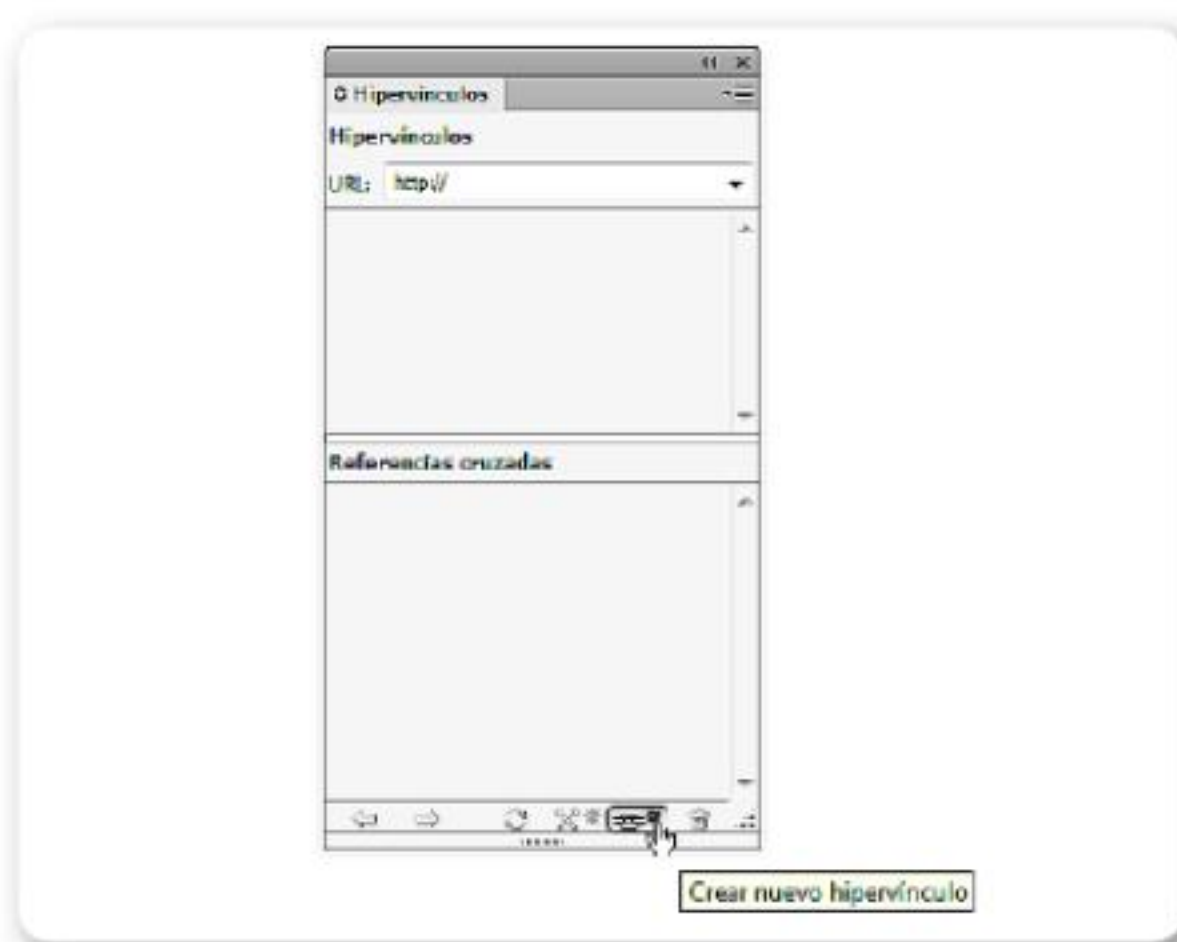 Hipervínculos
Hipervínculos
URL: http://
Referencias cruzadas
Crear nuevo hipervínculo